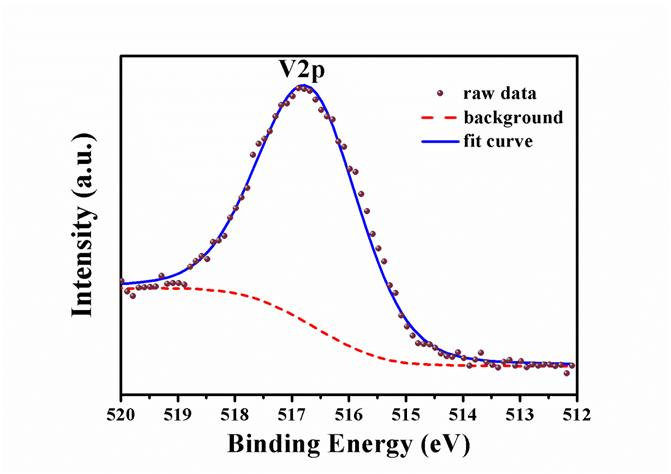 V2p
raw data
background
fit curve
Intensity (a.u.)
520 519 518 517 516 515 514 513 512
Binding Energy (eV)